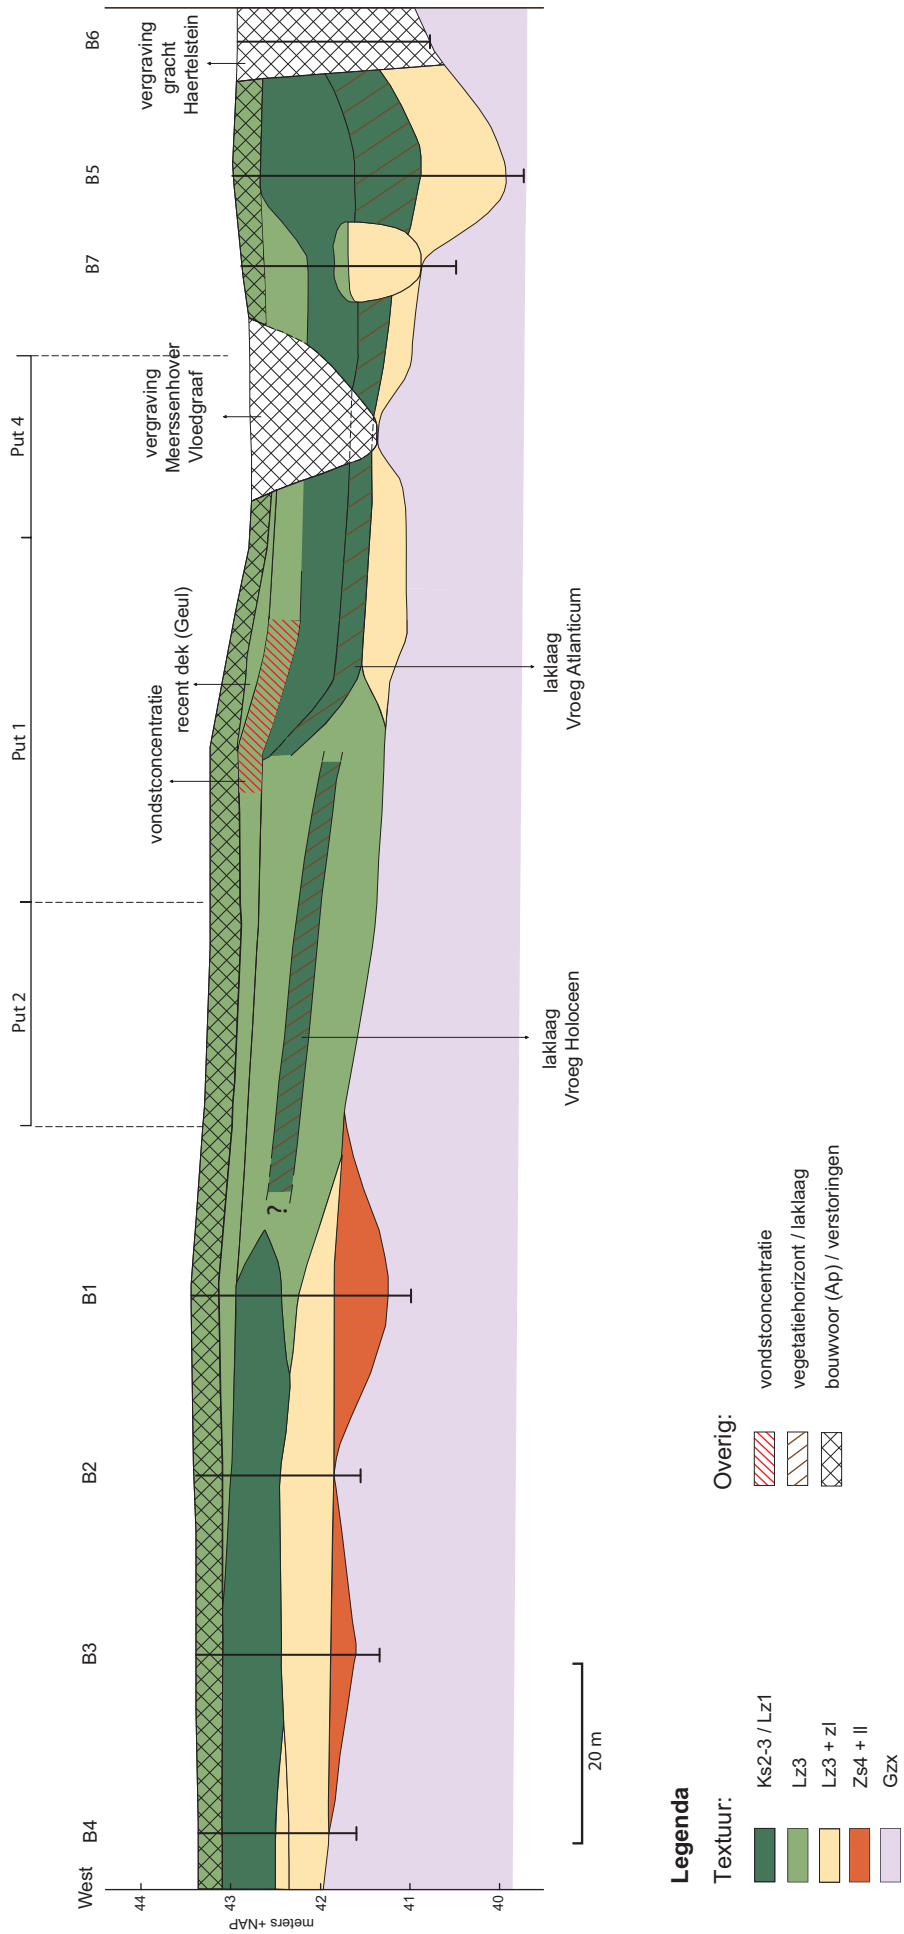 Put 2
Put 1
Put 4
West
B4
B3
B2
B1
B7
B5
B6
vondstconcentratie
recent dek (Geul)
vergraving
Meerssenhover
Vloedgraaf
vergraving
gracht
Haertelstein
meters +NAP
44
43
42
41
40
?
laklaag
Vroeg Holoceen
laklaag
Vroeg Atlanticum
20 m
Legenda
Textuur:
Ks2-3 / Lz1
Lz3
Lz3 + zl
Zs4 + ll
Gzx
Overig:
vondstconcentratie
vegetatiehorizont / laklaag
bouwvoor (Ap) / verstoringen